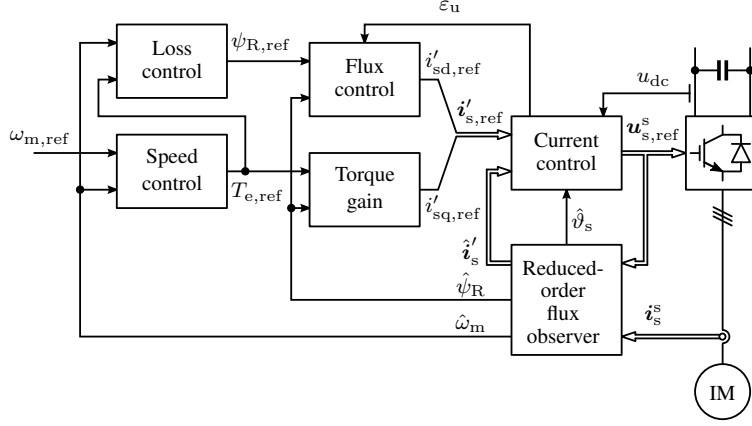 ε_u
Loss
control
ψ_R,ref
Flux
control
i′_sd,ref
u_dc
i′_s,ref
ω_m,ref
Speed
control
T_e,ref
Torque
gain
i′_sq,ref
Current
control
u^s_s,ref
ϑ̂_s
î′_s
ψ̂_R
ω̂_m
Reduced-
order
flux
observer
i^s_s
IM